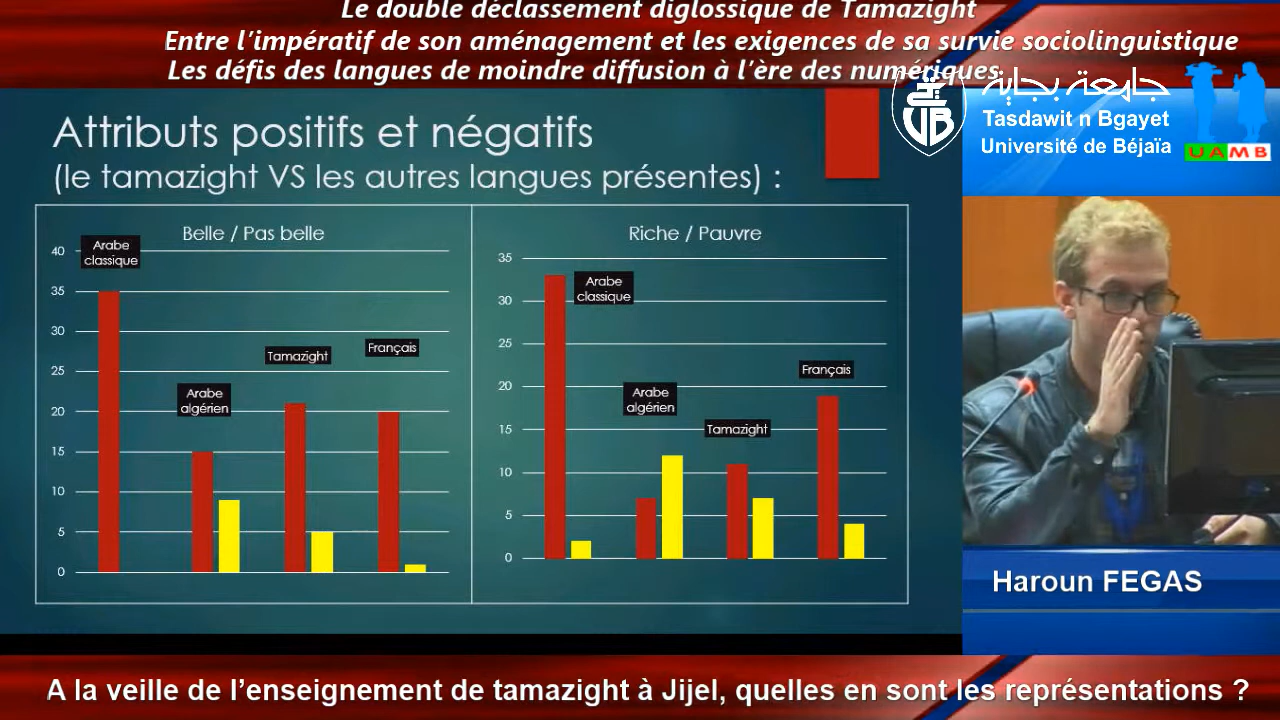 Le double déclassement diglossique de Tamazight
Entre l'impératif de son aménagement et les exigences de sa survie sociolinguistique
Les défis des langues de moindre diffusion à l'ère des numériques
جامعة بجاية
Tasdawit n Bgayet
Université de Béjaïa
UAMB
Attributs positifs et négatifs
(le tamazight VS les autres langues présentes) :
Belle / Pas belle
40
35
30
25
20
15
10
5
0
Arabe
classique
Arabe
algérien
Tamazight
Français
Riche / Pauvre
35
30
25
20
15
10
5
0
Arabe
classique
Arabe
algérien
Tamazight
Français
Haroun FEGAS
A la veille de l'enseignement de tamazight à Jijel, quelles en sont les représentations ?